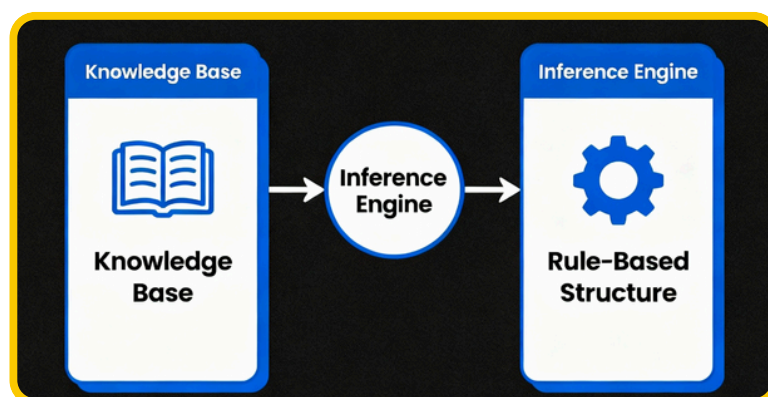 Knowledge Base
Knowledge
Base
Inference
Engine
Inference Engine
Rule-Based
Structure